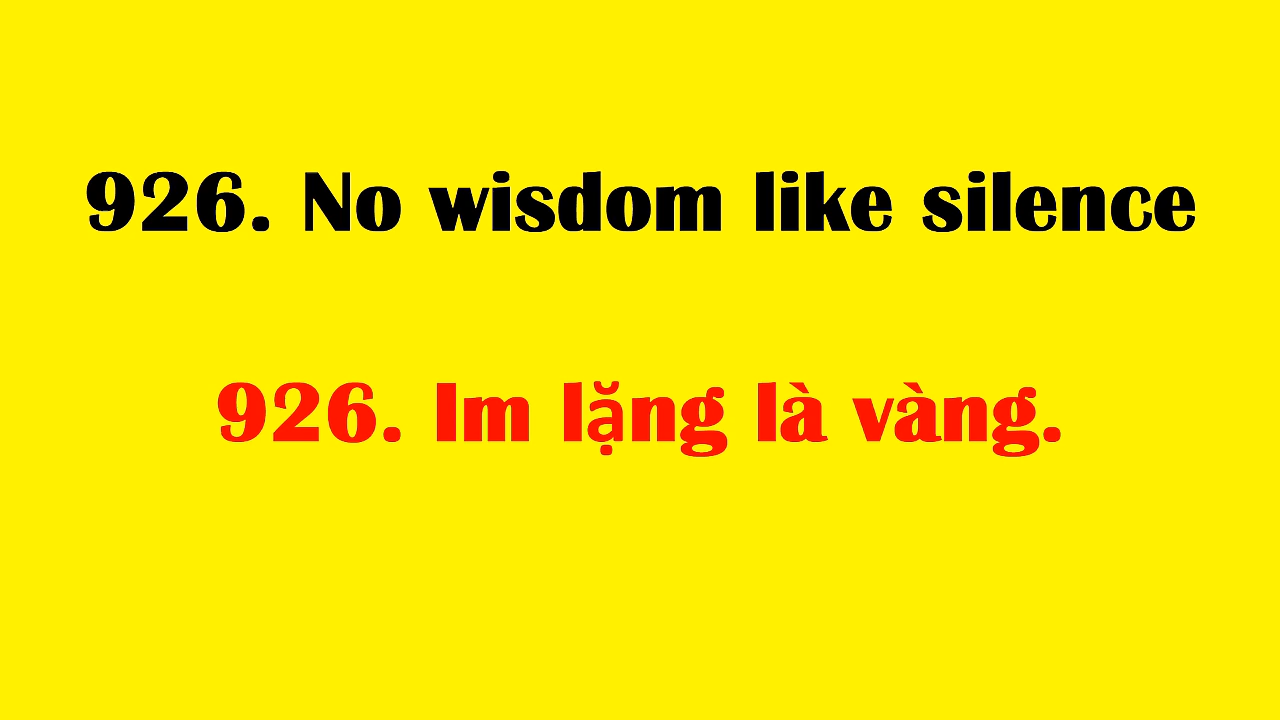 926. No wisdom like silence
926. Im lặng là vàng.